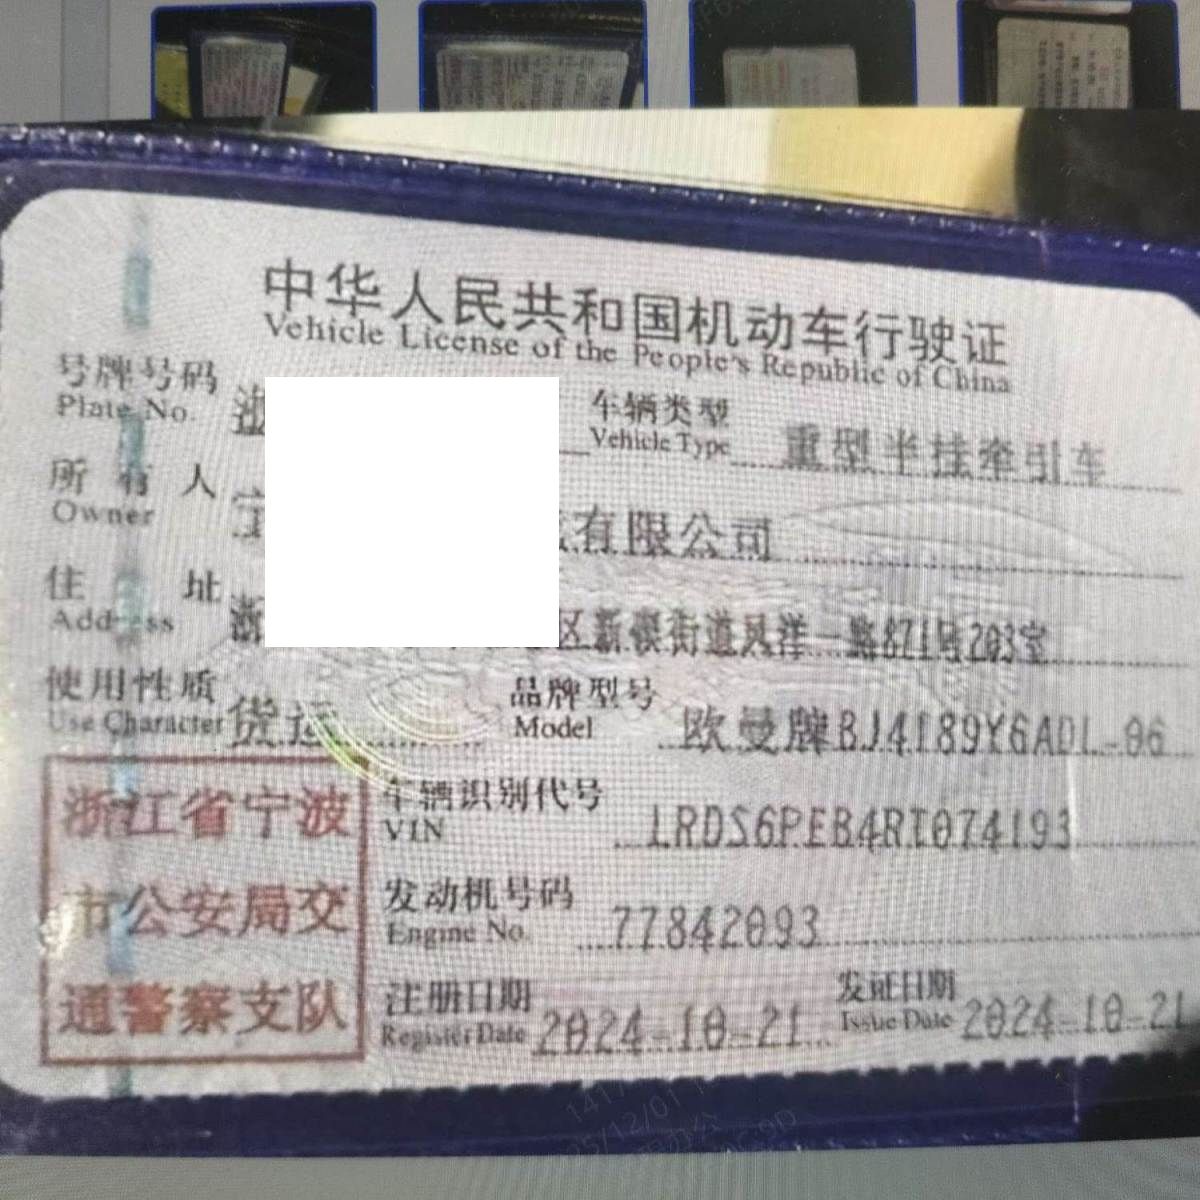 中华人民共和国机动车行驶证
Vehicle License of the People's Republic of China
号牌号码 浙
Plate No.
车辆类型 重型半挂牵引车
Vehicle Type
所有人 有限公司
Owner
住址 区新碶街道凤洋一路871号203室
Address
使用性质 货运
Use Character
品牌型号 欧曼牌BJ4189Y6ADL-06
Model
车辆识别代号 LRDS6PEB4RT074193
VIN
发动机号码 77842093
Engine No.
注册日期 2024-10-21
Register Date
发证日期 2024-10-21
Issue Date
浙江省宁波
市公安局交
通警察支队